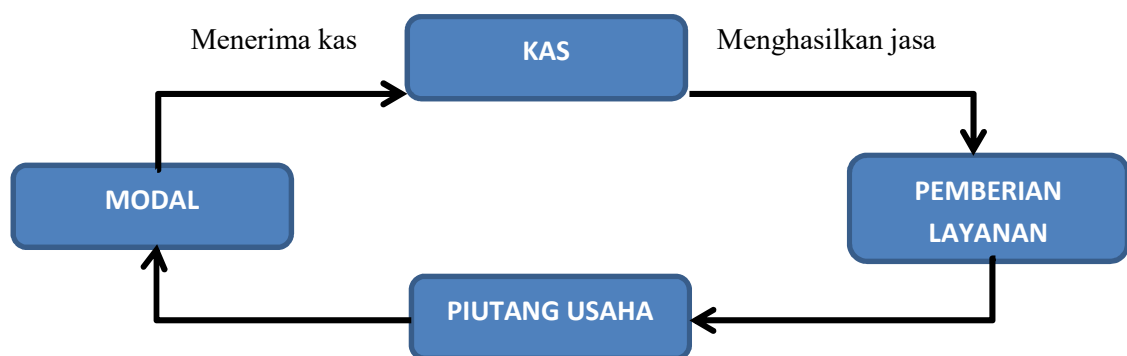 Menerima kas
KAS
Menghasilkan jasa
MODAL
PEMBERIAN
LAYANAN
PIUTANG USAHA